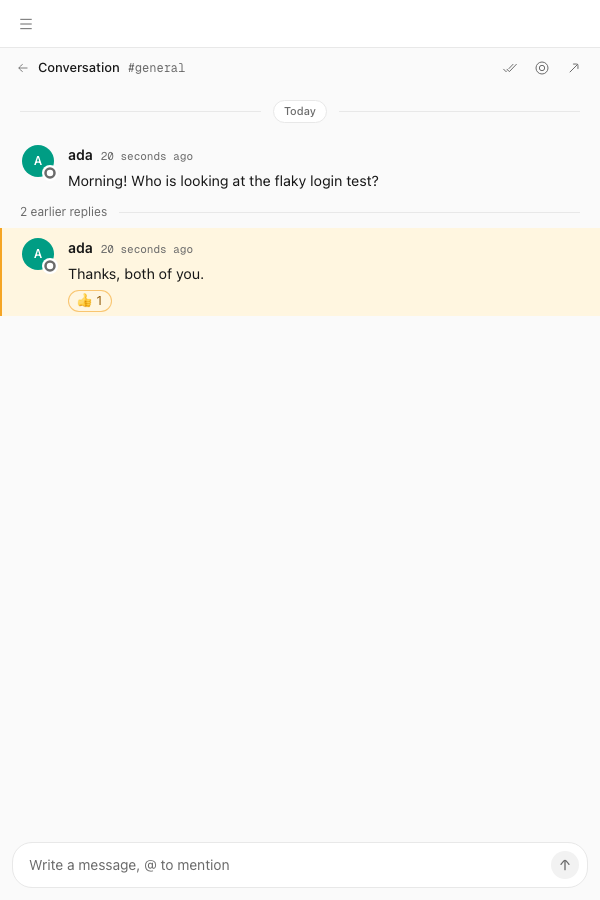 Conversation #general
Today
A
ada 20 seconds ago
Morning! Who is looking at the flaky login test?
2 earlier replies
A
ada 20 seconds ago
Thanks, both of you.
👍 1
Write a message, @ to mention